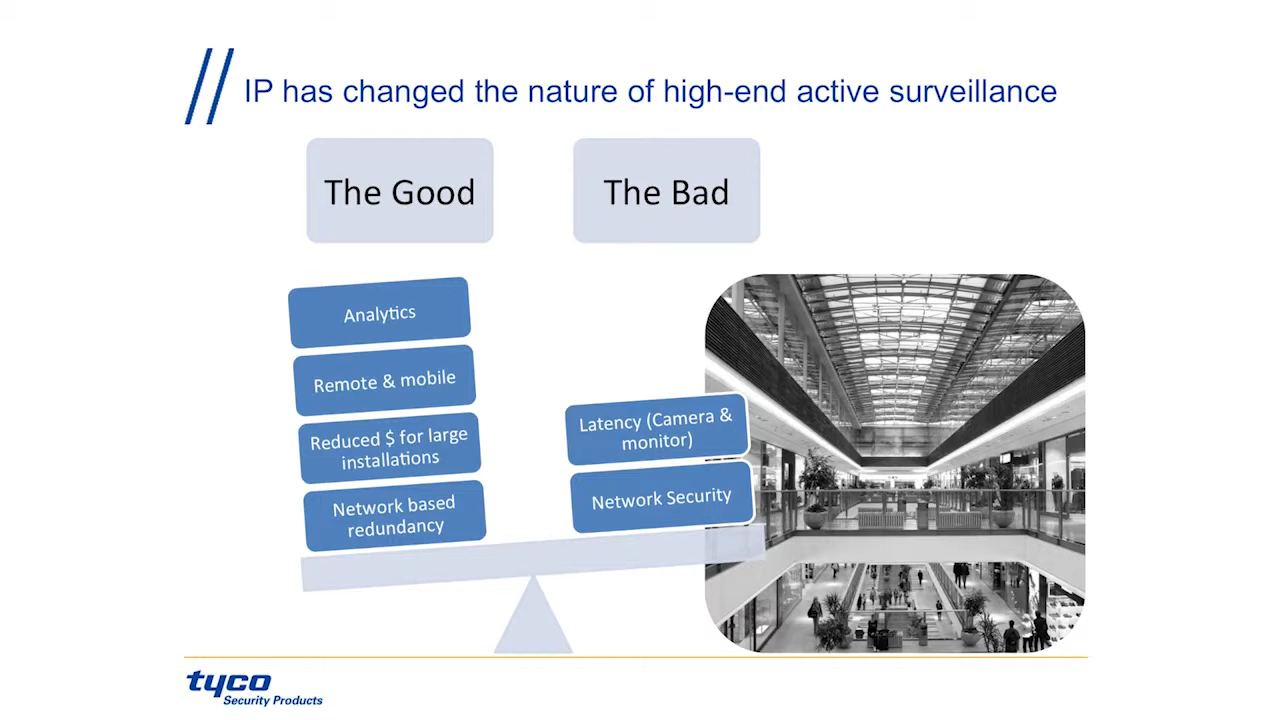 IP has changed the nature of high-end active surveillance
The Good
The Bad
Analytics
Remote & mobile
Reduced $ for large
installations
Network based
redundancy
Latency (Camera &
monitor)
Network Security
tyco
Security Products